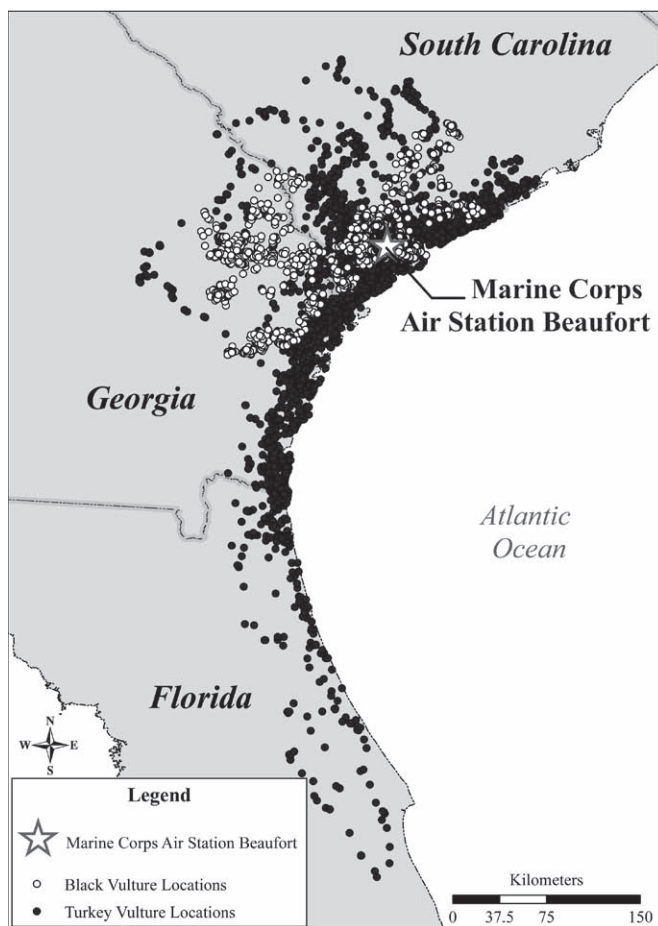 South Carolina
Marine Corps
Air Station Beaufort
Georgia
Atlantic
Ocean
Florida
N
W E
S
Legend
Marine Corps Air Station Beaufort
Black Vulture Locations
Turkey Vulture Locations
Kilometers
0 37.5 75 150